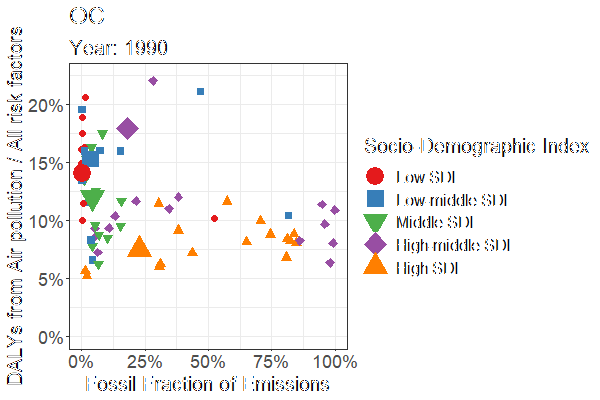 OC
Year: 1990
DALYs from Air pollution / All risk factors
20%
15%
10%
5%
0%
0%
25%
50%
75%
100%
Fossil Fraction of Emissions
Socio-Demographic Index
Low SDI
Low-middle SDI
Middle SDI
High-middle SDI
High SDI